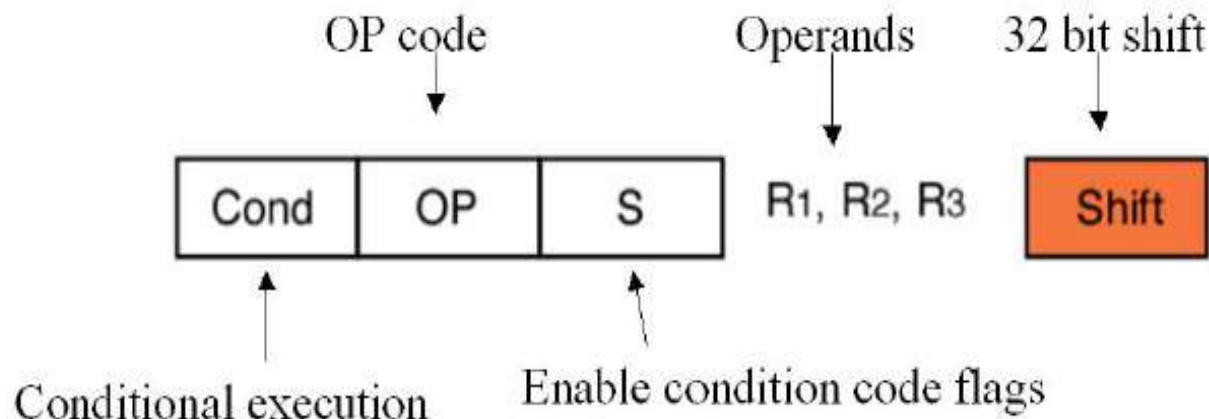 OP code
Operands
32 bit shift
Cond
OP
S
R1, R2, R3
Shift
Conditional execution
Enable condition code flags